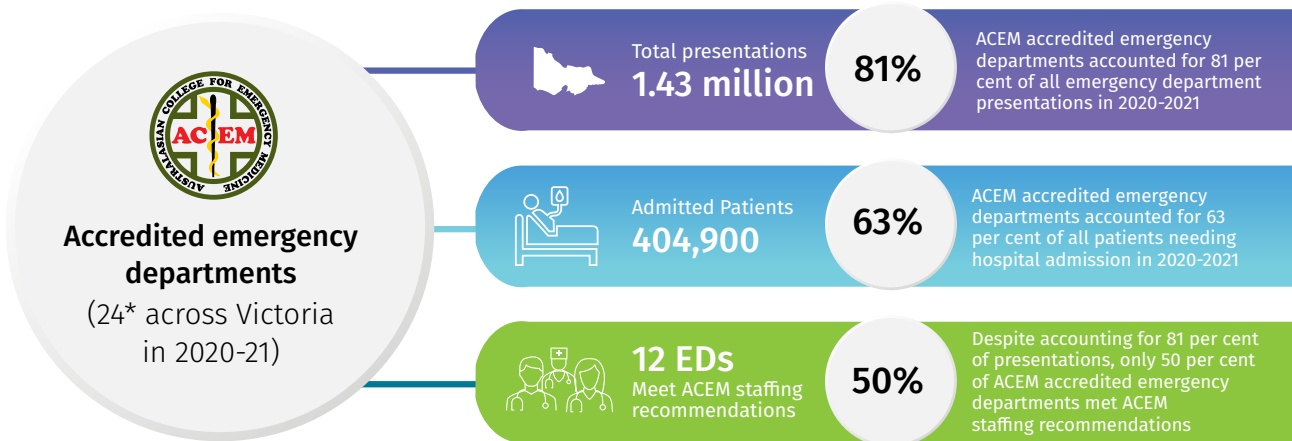 AUSTRALASIAN COLLEGE FOR EMERGENCY MEDICINE
ACEM
Accredited emergency
departments
(24* across Victoria
in 2020-21)
Total presentations
1.43 million
81%
ACEM accredited emergency
departments accounted for 81 per
cent of all emergency department
presentations in 2020-2021
Admitted Patients
404,900
63%
ACEM accredited emergency
departments accounted for 63
per cent of all patients needing
hospital admission in 2020-2021
12 EDs
Meet ACEM staffing
recommendations
50%
Despite accounting for 81 per cent
of presentations, only 50 per cent
of ACEM accredited emergency
departments met ACEM
staffing recommendations